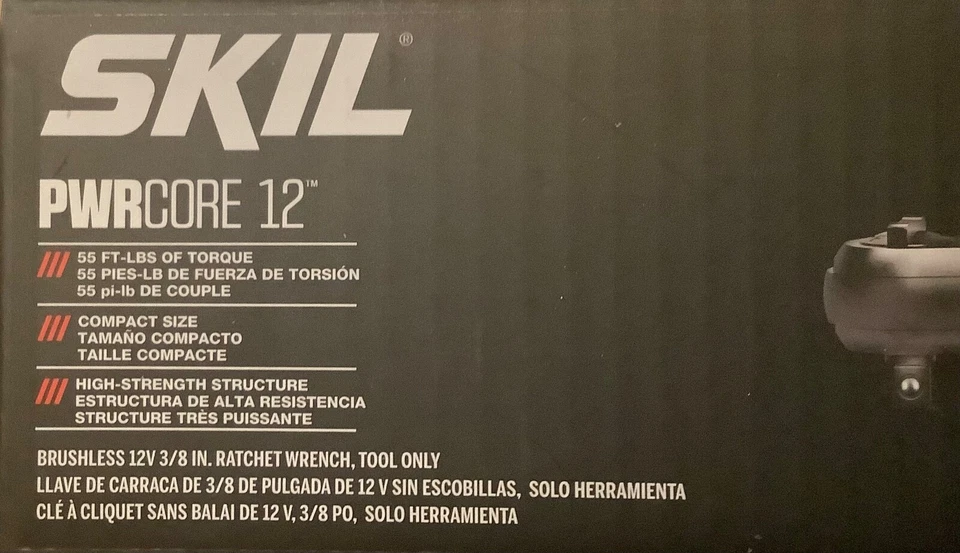 SKIL®
PWRCORE 12™
55 FT-LBS OF TORQUE
55 PIES-LB DE FUERZA DE TORSIÓN
55 pi-lb DE COUPLE
COMPACT SIZE
TAMAÑO COMPACTO
TAILLE COMPACTE
HIGH-STRENGTH STRUCTURE
ESTRUCTURA DE ALTA RESISTENCIA
STRUCTURE TRÈS PUISSANTE
BRUSHLESS 12V 3/8 IN. RATCHET WRENCH, TOOL ONLY
LLAVE DE CARRACA DE 3/8 DE PULGADA DE 12 V SIN ESCOBILLAS, SOLO HERRAMIENTA
CLÉ À CLIQUET SANS BALAI DE 12 V, 3/8 PO, SOLO HERRAMIENTA